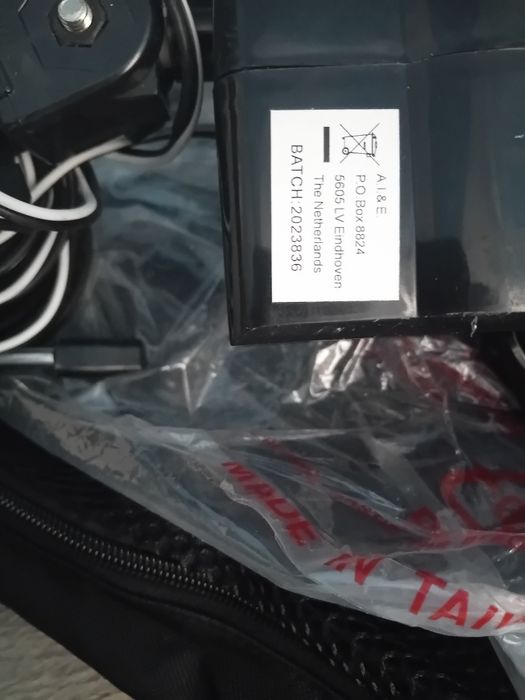 A.I & E.
P.O.Box 8824
5605 LV Eindhoven
The Netherlands
BATCH:2023836
MADE IN TAI